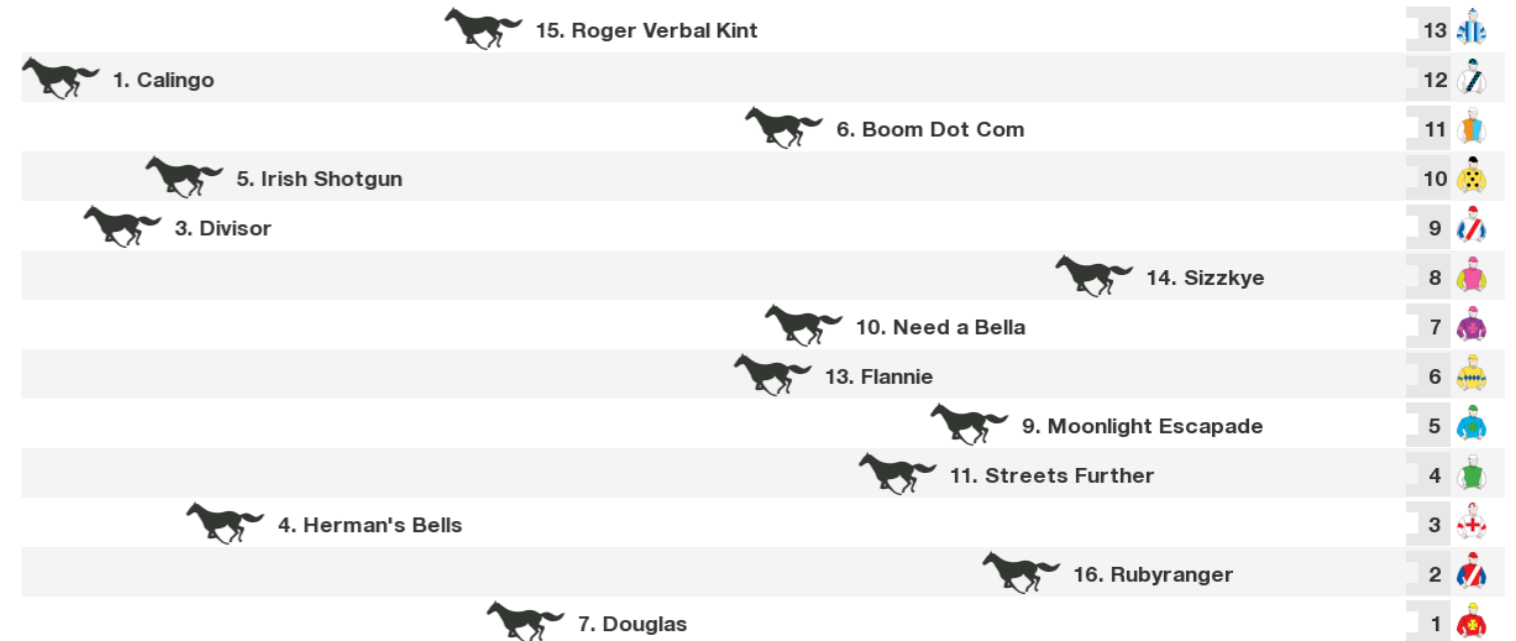 15. Roger Verbal Kint 13
1. Calingo 12
6. Boom Dot Com 11
5. Irish Shotgun 10
3. Divisor 9
14. Sizzkye 8
10. Need a Bella 7
13. Flannie 6
9. Moonlight Escapade 5
11. Streets Further 4
4. Herman's Bells 3
16. Rubyranger 2
7. Douglas 1